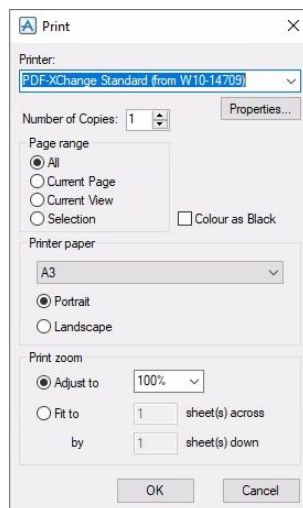 Print
Printer:
PDF-XChange Standard (from W10-14709)
Number of Copies: 1
Properties...
Page range
All
Current Page
Current View
Selection
Colour as Black
Printer paper
A3
Portrait
Landscape
Print zoom
Adjust to 100%
Fit to 1 sheet(s) across
by 1 sheet(s) down
OK Cancel